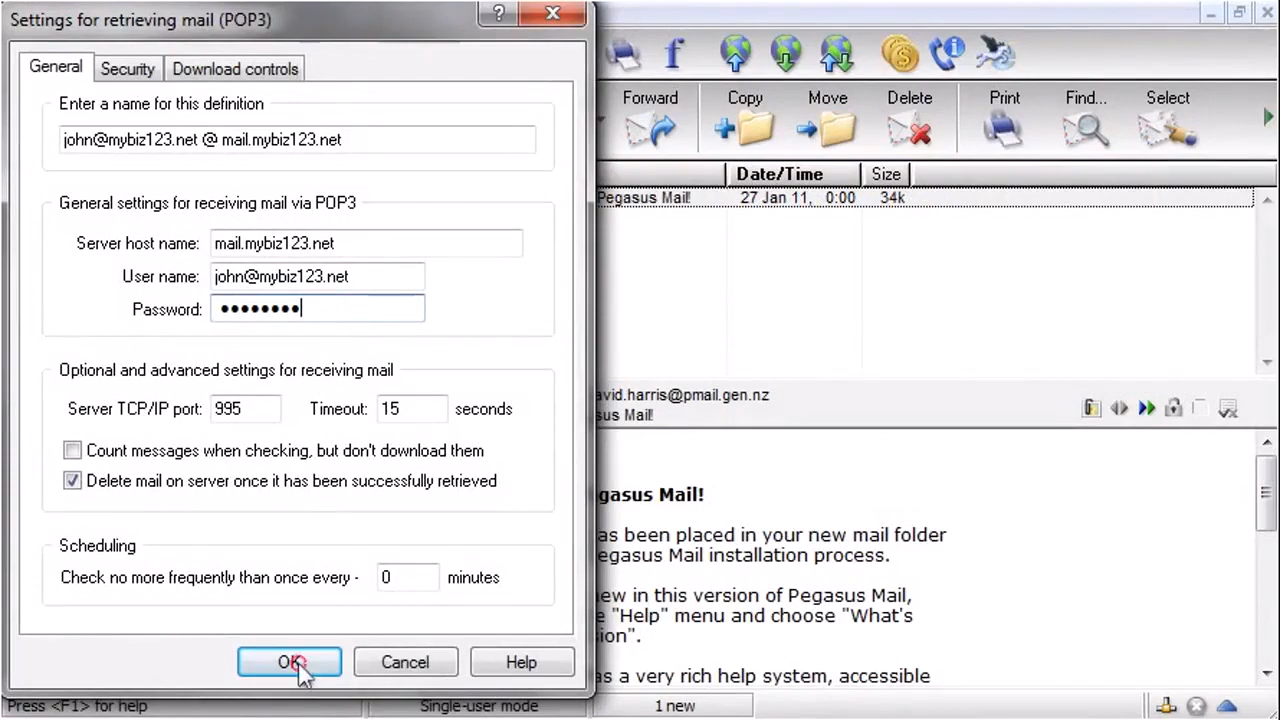 Settings for retrieving mail (POP3)
?
General
Security
Download controls
Enter a name for this definition
john@mybiz123.net @ mail.mybiz123.net
General settings for receiving mail via POP3
Server host name: mail.mybiz123.net
User name: john@mybiz123.net
Password: ••••••••
Optional and advanced settings for receiving mail
Server TCP/IP port: 995 Timeout: 15 seconds
Count messages when checking, but don't download them
Delete mail on server once it has been successfully retrieved
Scheduling
Check no more frequently than once every - 0 minutes
OK
Cancel
Help
Forward
Copy
Move
Delete
Print
Find...
Select
Date/Time
Size
Pegasus Mail!
27 Jan 11, 0:00
34k
avid.harris@pmail.gen.nz
sus Mail!
gasus Mail!
as been placed in your new mail folder
egasus Mail installation process.
ew in this version of Pegasus Mail,
e "Help" menu and choose "What's
sion".
as a very rich help system, accessible
Press <F1> for help
Single-user mode
1 new